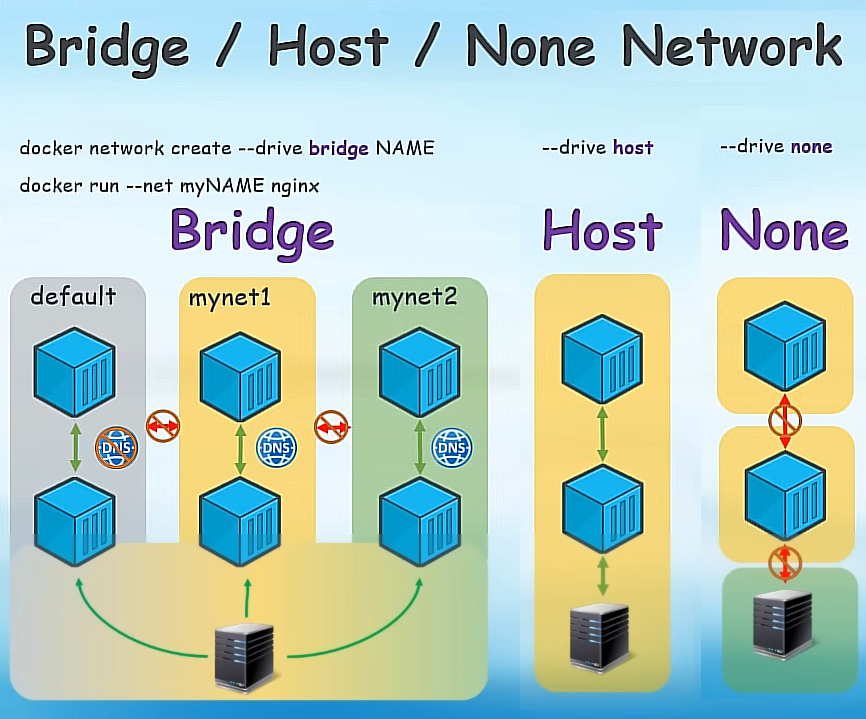 Bridge / Host / None Network
docker network create --drive bridge NAME
docker run --net myNAME nginx
--drive host
--drive none
Bridge
Host
None
default
mynet1
mynet2
DNS
DNS
DNS